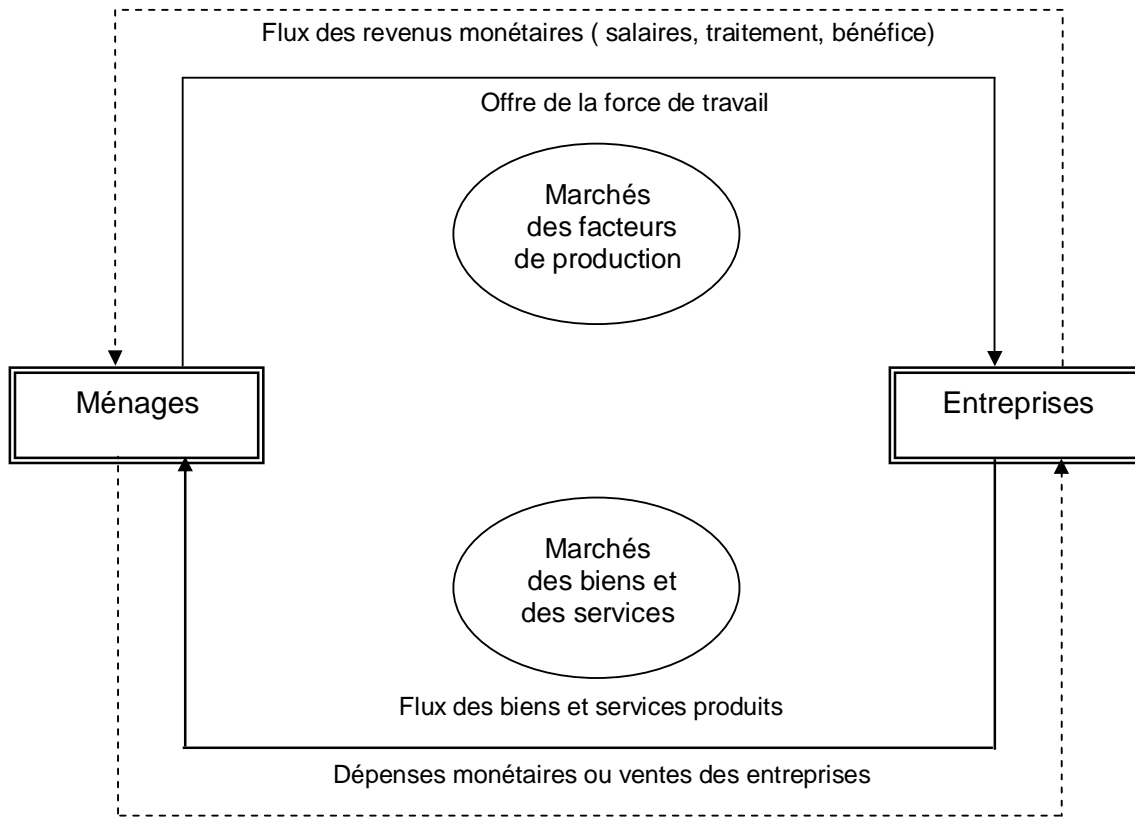 Flux des revenus monétaires ( salaires, traitement, bénéfice)
Offre de la force de travail
Marchés
des facteurs
de production
Ménages
Entreprises
Marchés
des biens et
des services
Flux des biens et services produits
Dépenses monétaires ou ventes des entreprises